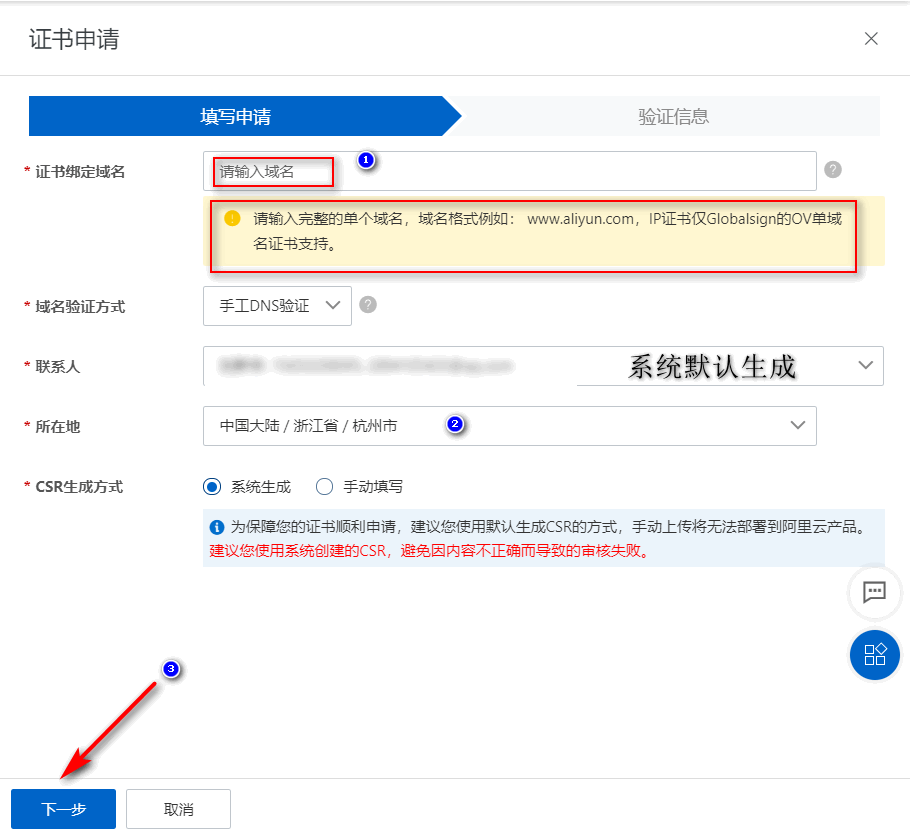 证书申请
填写申请
验证信息
* 证书绑定域名
请输入域名
1
?
请输入完整的单个域名，域名格式例如： www.aliyun.com，IP证书仅Globalsign的OV单域
名证书支持。
* 域名验证方式
手工DNS验证
?
* 联系人
系统默认生成
* 所在地
中国大陆 / 浙江省 / 杭州市
2
* CSR生成方式
系统生成
手动填写
为保障您的证书顺利申请，建议您使用默认生成CSR的方式，手动上传将无法部署到阿里云产品。
建议您使用系统创建的CSR，避免因内容不正确而导致的审核失败。
3
下一步
取消